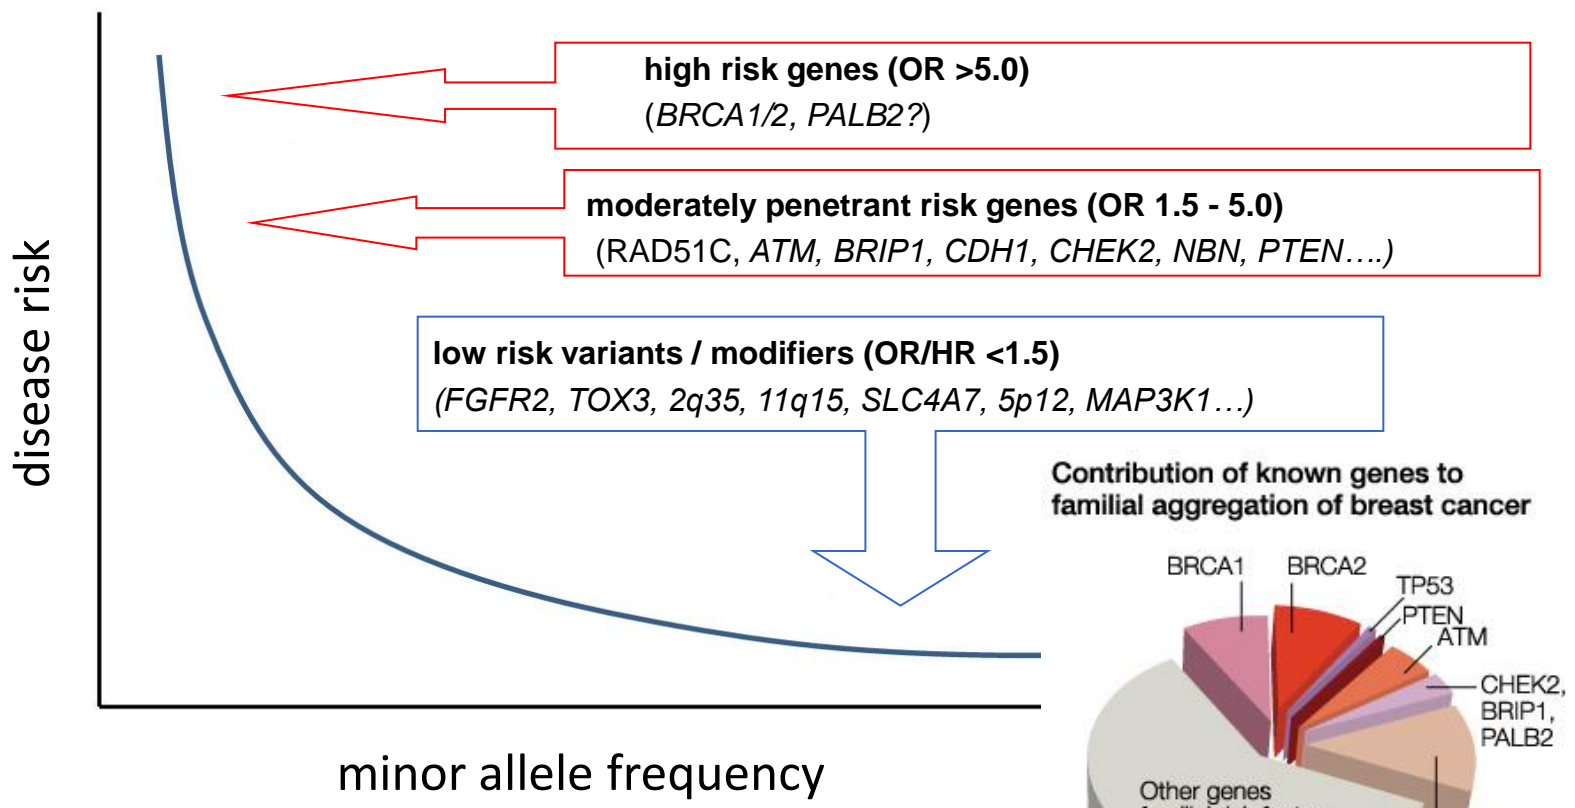 high risk genes (OR >5.0)
(BRCA1/2, PALB2?)
moderately penetrant risk genes (OR 1.5 - 5.0)
(RAD51C, ATM, BRIP1, CDH1, CHEK2, NBN, PTEN….)
disease risk
low risk variants / modifiers (OR/HR <1.5)
(FGFR2, TOX3, 2q35, 11q15, SLC4A7, 5p12, MAP3K1…)
Contribution of known genes to
familial aggregation of breast cancer
BRCA1
BRCA2
TP53
PTEN
ATM
CHEK2,
BRIP1,
PALB2
Other genes
minor allele frequency